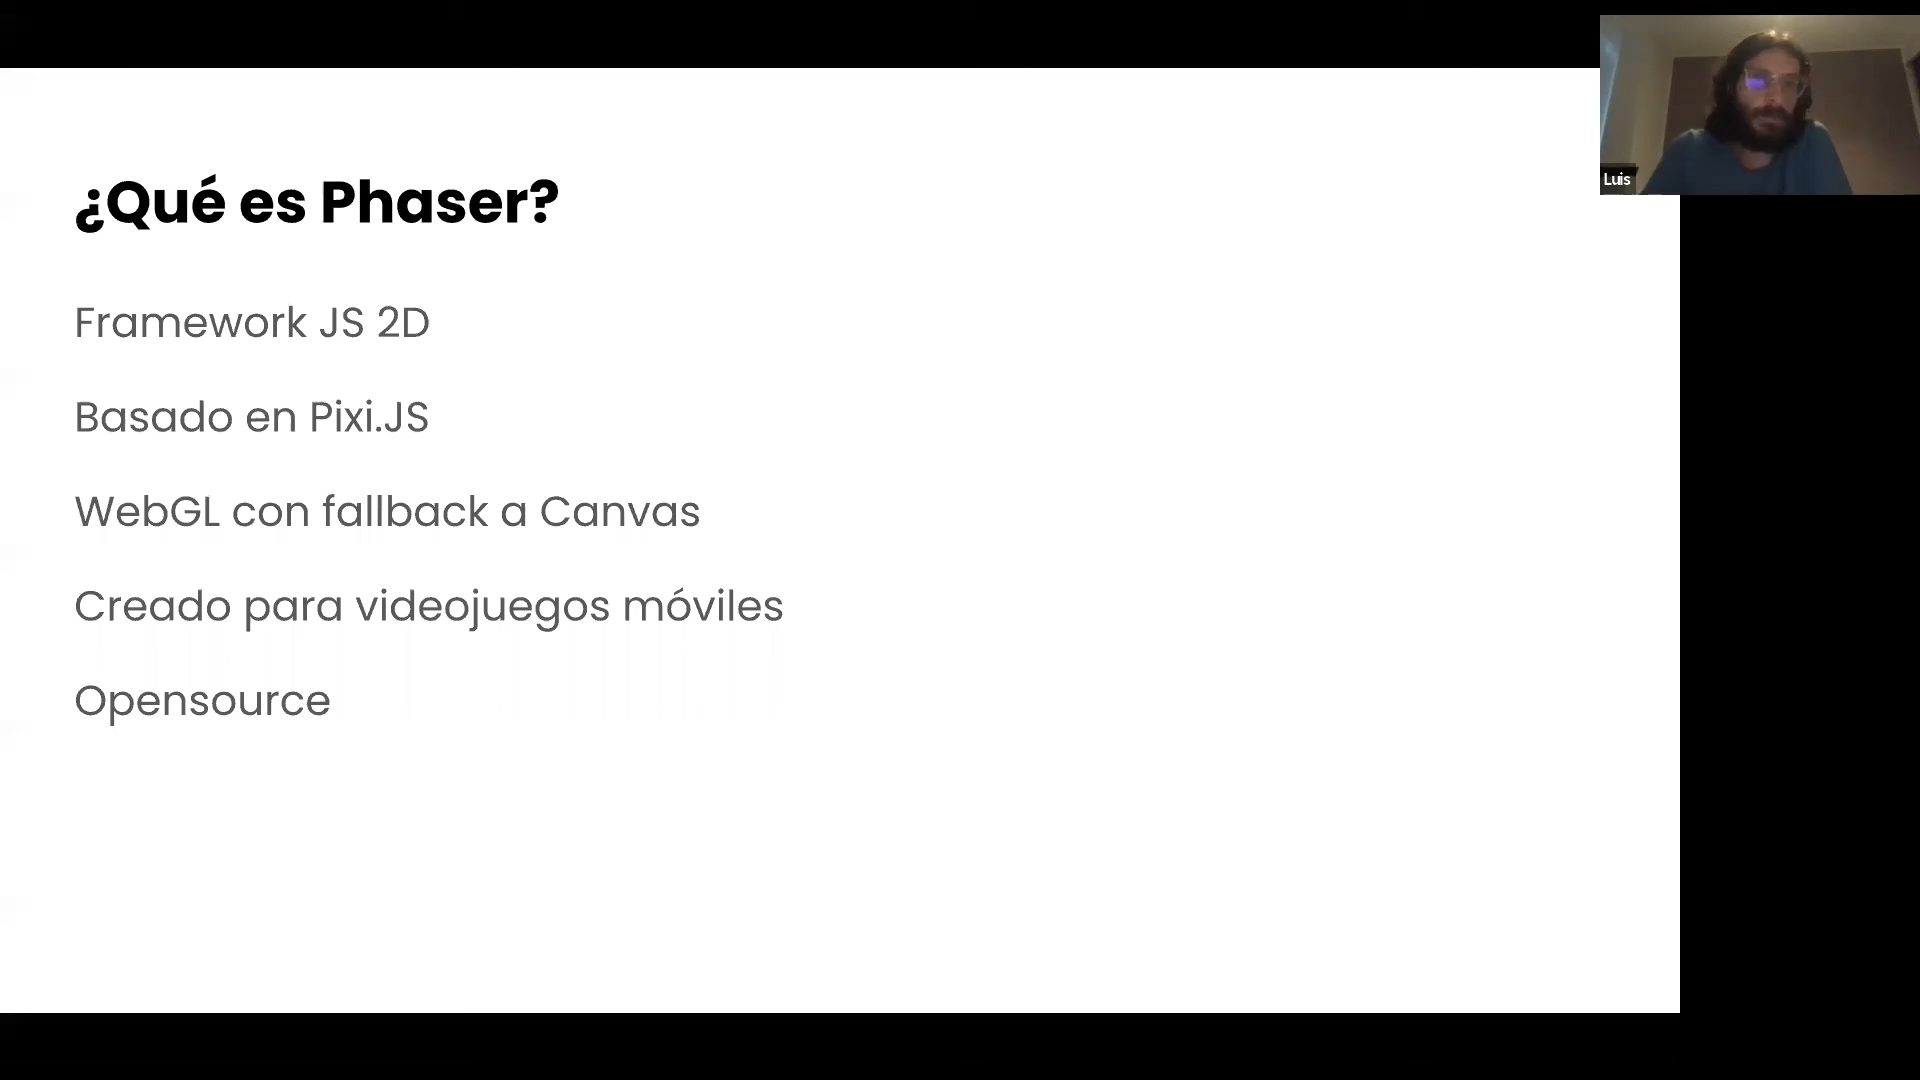 ¿Qué es Phaser?
Framework JS 2D
Basado en Pixi.JS
WebGL con fallback a Canvas
Creado para videojuegos móviles
Opensource
Luis